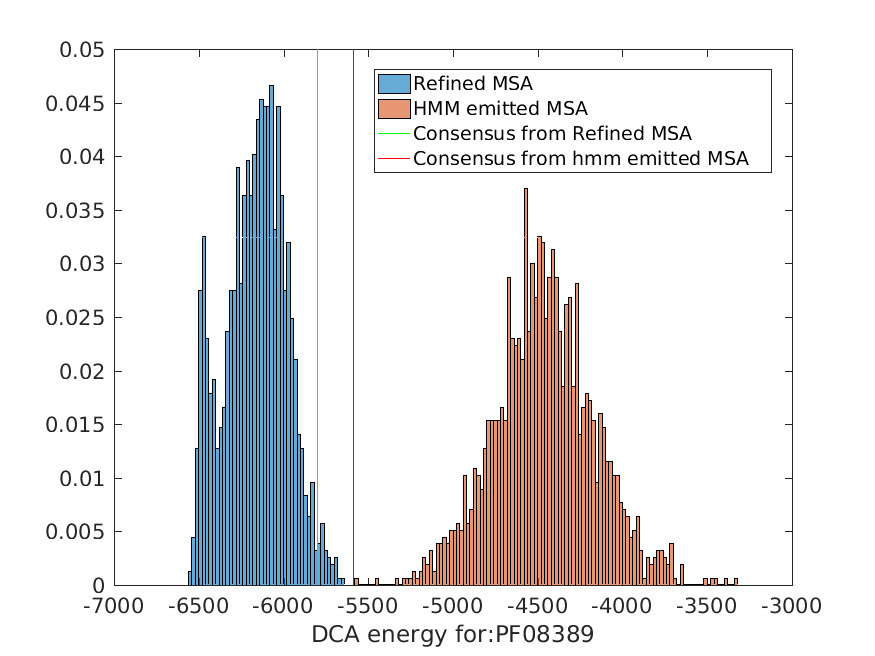 0.05
0.045
0.04
0.035
0.03
0.025
0.02
0.015
0.01
0.005
0
Refined MSA
HMM emitted MSA
Consensus from Refined MSA
Consensus from hmm emitted MSA
-7000 -6500 -6000 -5500 -5000 -4500 -4000 -3500 -3000
DCA energy for:PF08389